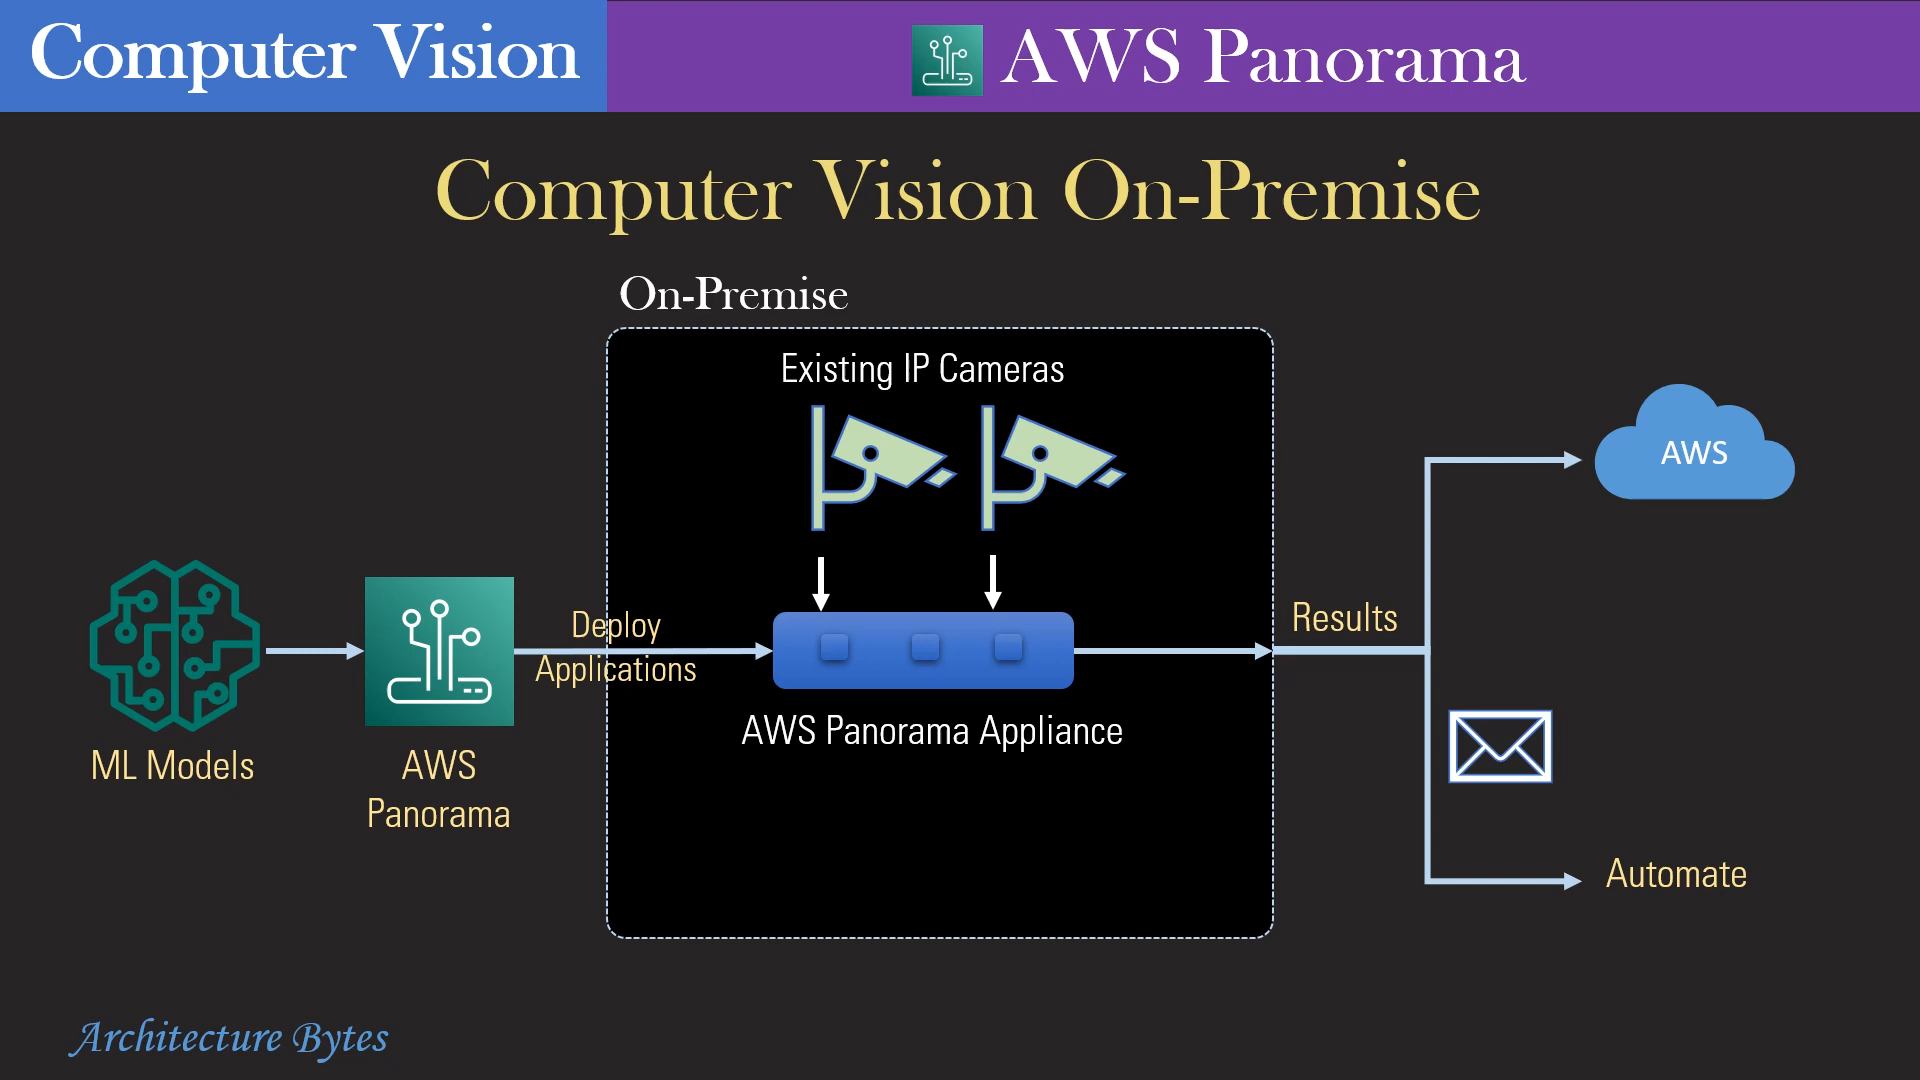 Computer Vision
AWS Panorama
Computer Vision On-Premise
On-Premise
Existing IP Cameras
AWS
Deploy
Applications
Results
AWS Panorama Appliance
ML Models
AWS
Panorama
Automate
Architecture Bytes